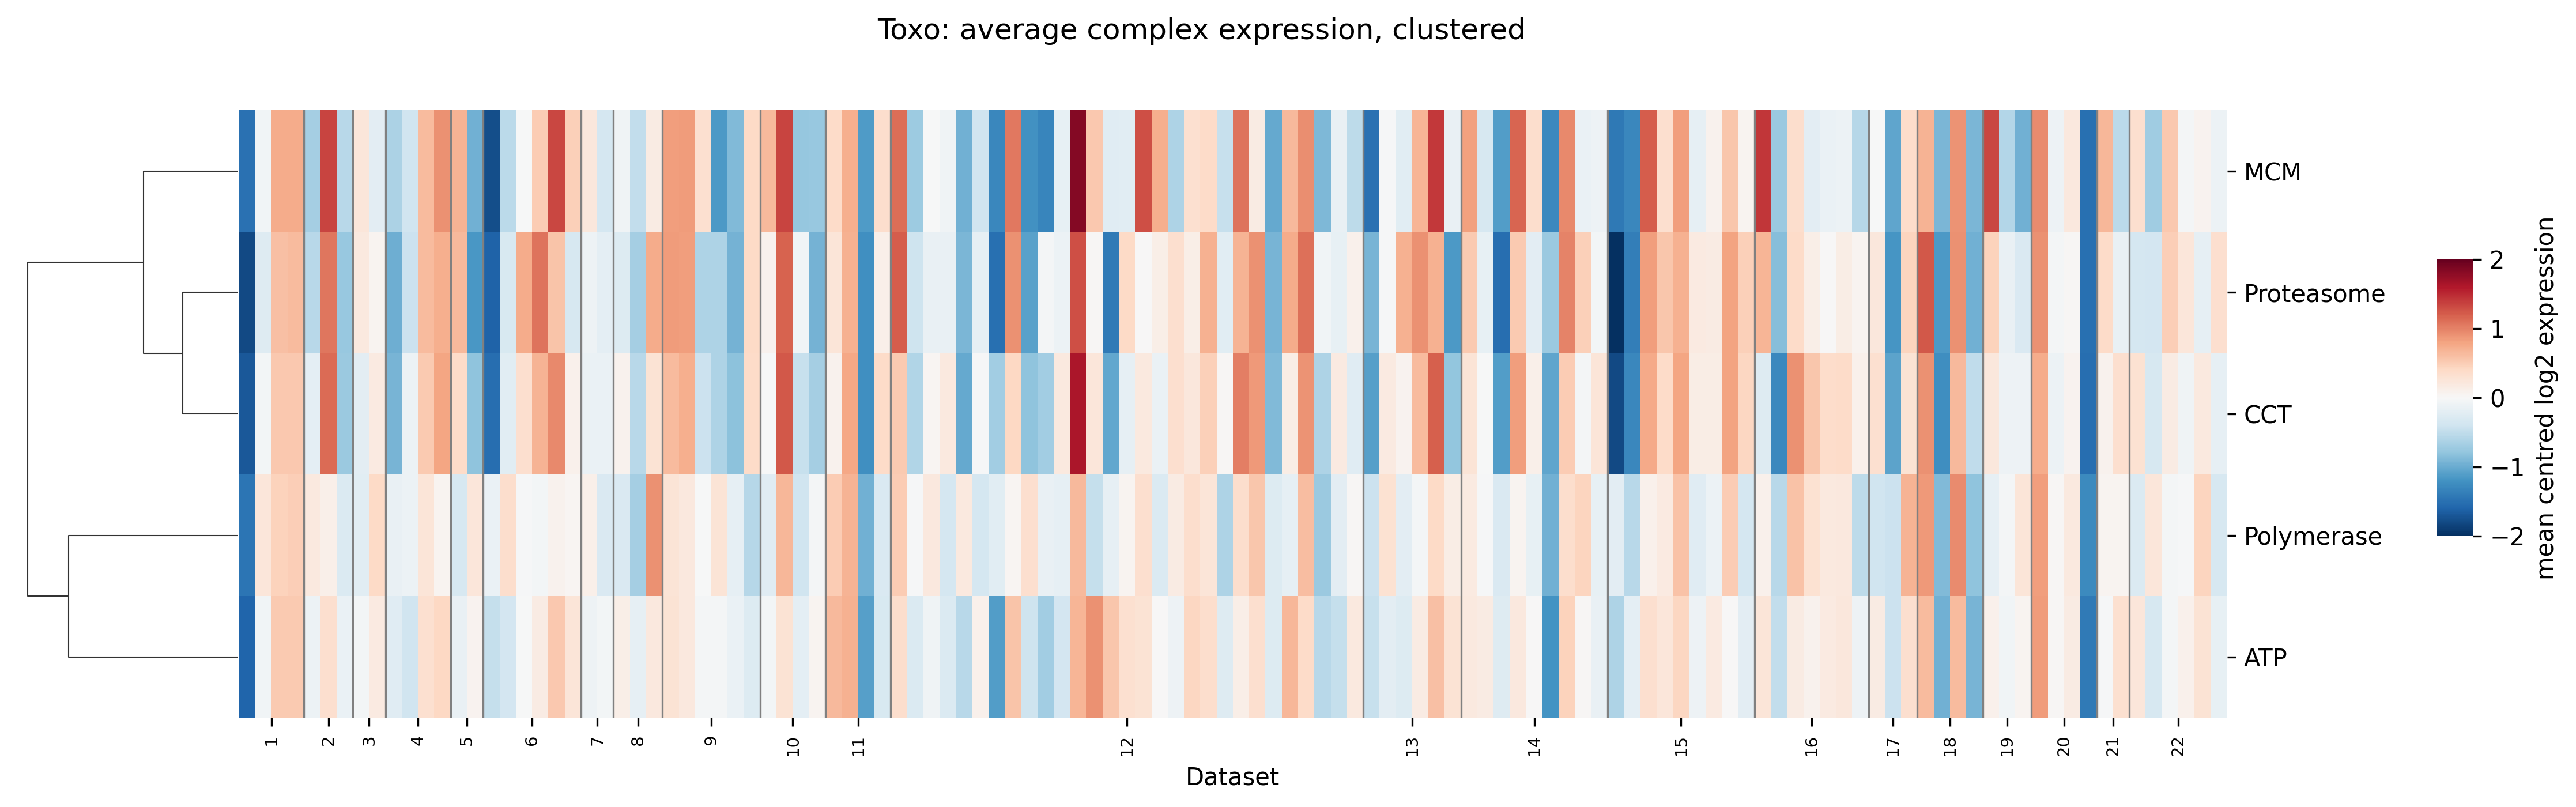 Toxo: average complex expression, clustered
MCM
Proteasome
CCT
Polymerase
ATP
1 2 3 4 5 6 7 8 9 10 11 12 13 14 15 16 17 18 19 20 21 22
Dataset
2
1
0
−1
−2
mean centred log2 expression